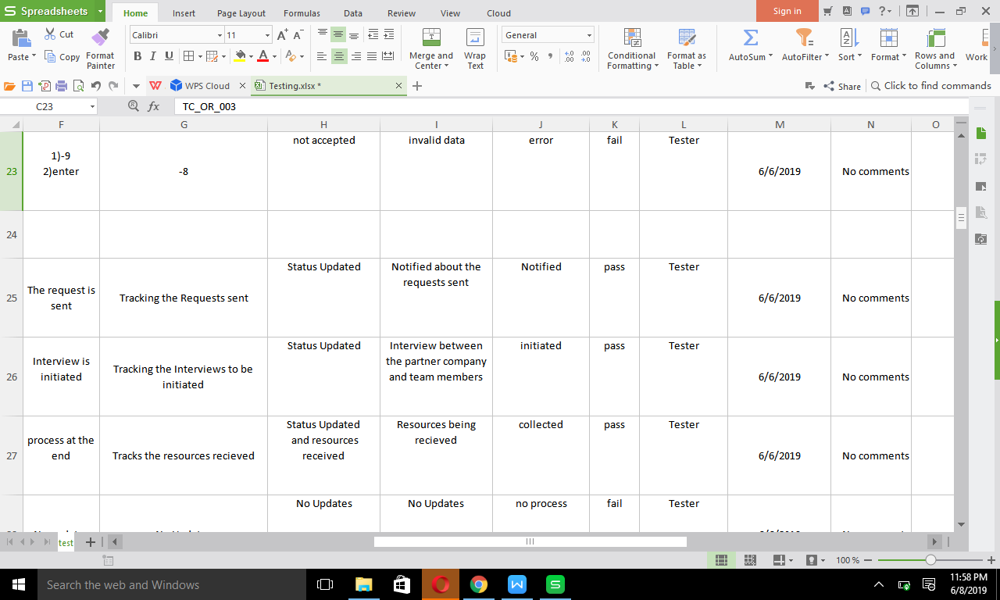 S Spreadsheets Home Insert Page Layout Formulas Data Review View Cloud Sign in
Cut Calibri 11 A+ A- General
Paste Copy Format Painter B I U Merge and Center Wrap Text % Conditional Formatting Format as Table AutoSum AutoFilter Sort Format Rows and Columns Work
WPS Cloud Testing.xlsx * Share Click to find commands
C23 fx TC_OR_003
F G H I J K L M N O
not accepted invalid data error fail Tester
1)-9
23 2)enter -8 6/6/2019 No comments
24
Status Updated Notified about the requests sent Notified pass Tester
25 The request is sent Tracking the Requests sent 6/6/2019 No comments
Status Updated Interview between the partner company and team members initiated pass Tester
26 Interview is initiated Tracking the Interviews to be initiated 6/6/2019 No comments
Status Updated and resources received Resources being recieved collected pass Tester
27 process at the end Tracks the resources recieved 6/6/2019 No comments
No Updates No Updates no process fail Tester
test
100 %
Search the web and Windows
11:58 PM
6/8/2019